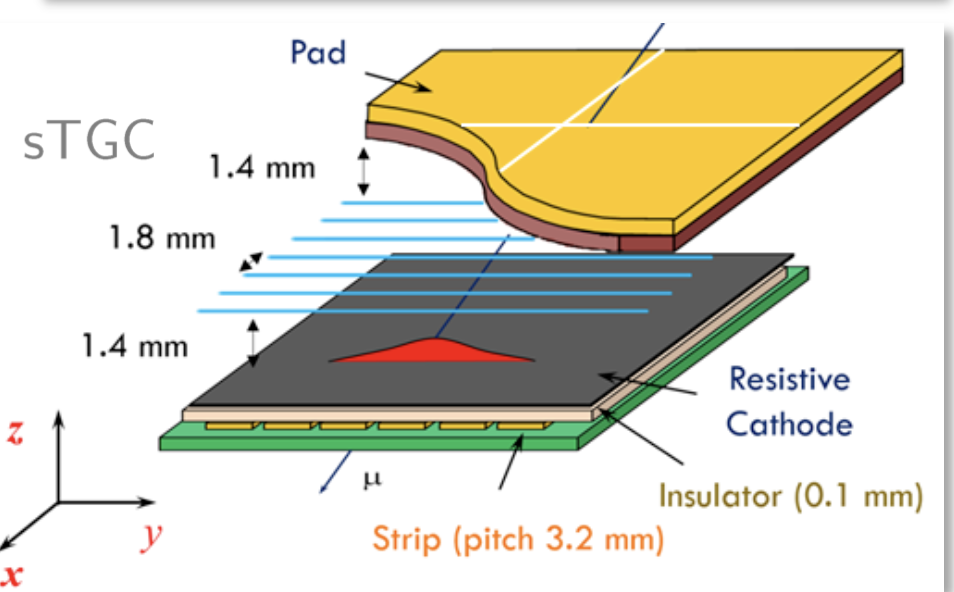 Pad
sTGC
1.4 mm
1.8 mm
1.4 mm
Resistive
Cathode
z
μ
Insulator (0.1 mm)
y
Strip (pitch 3.2 mm)
x